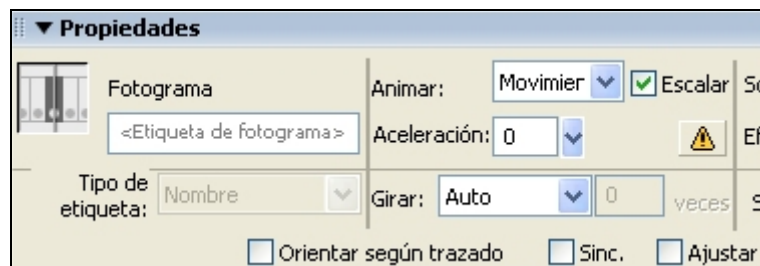 Propiedades
Fotograma
<Etiqueta de fotograma>
Tipo de etiqueta: Nombre
Animar: Movimier Escalar
Aceleración: 0
Girar: Auto 0 veces
Orientar según trazado Sinc. Ajustar